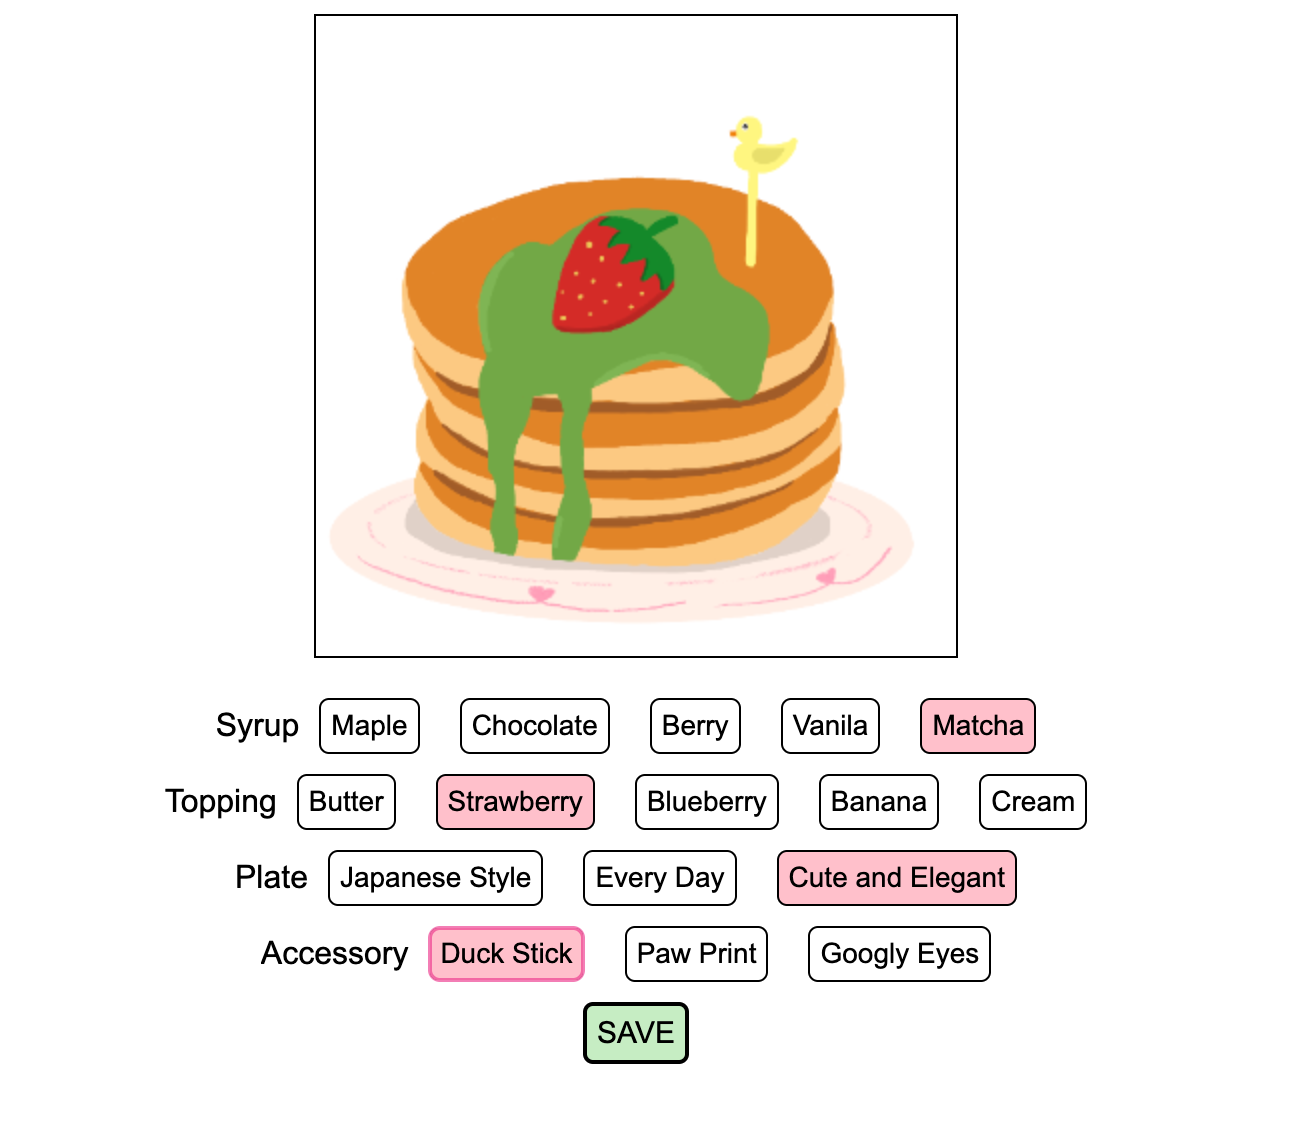 Syrup Maple Chocolate Berry Vanila Matcha
Topping Butter Strawberry Blueberry Banana Cream
Plate Japanese Style Every Day Cute and Elegant
Accessory Duck Stick Paw Print Googly Eyes
SAVE